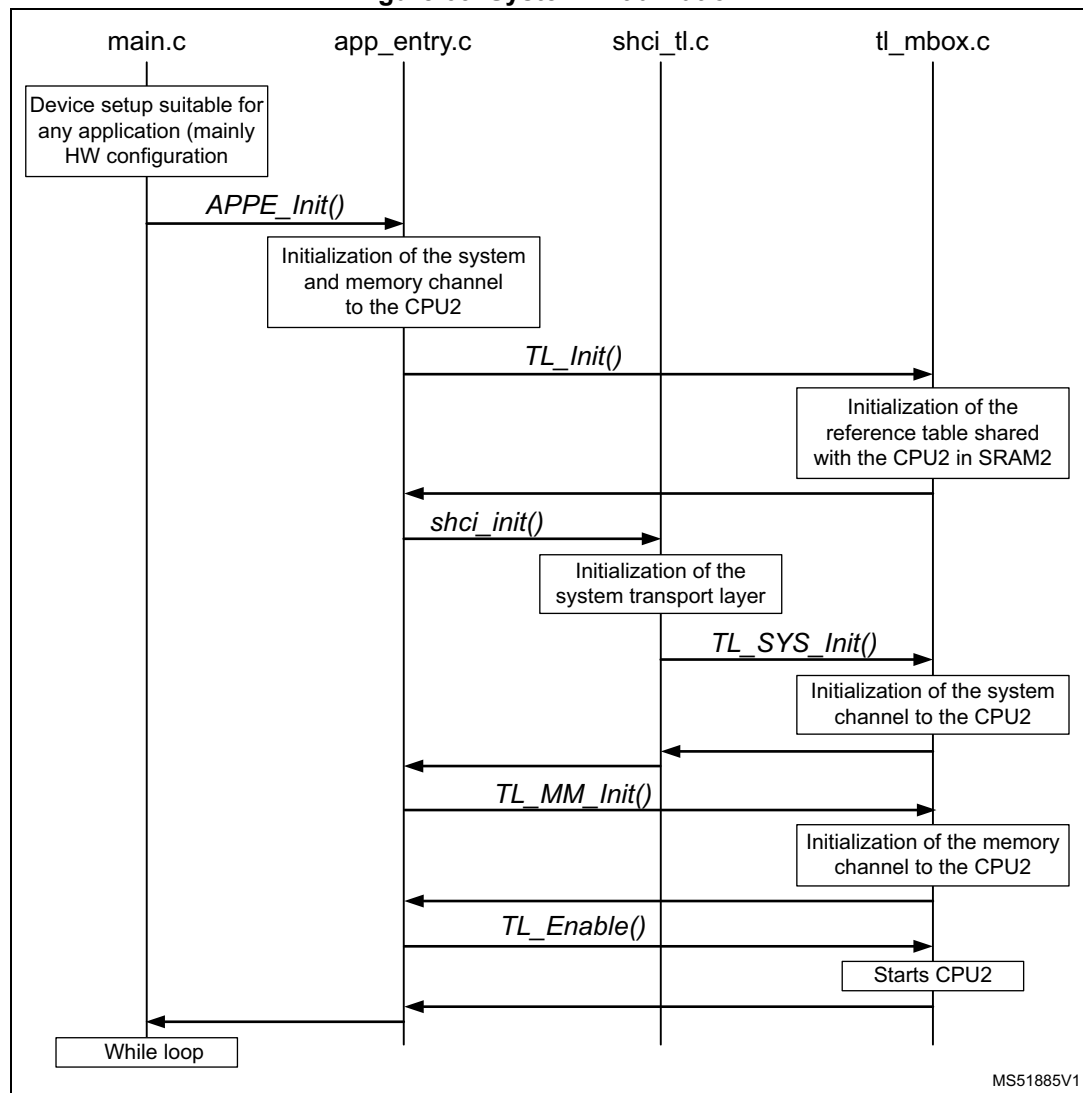 main.c
app_entry.c
shci_tl.c
tl_mbox.c
Device setup suitable for
any application (mainly
HW configuration
APPE_Init()
Initialization of the system
and memory channel
to the CPU2
TL_Init()
Initialization of the
reference table shared
with the CPU2 in SRAM2
shci_init()
Initialization of the
system transport layer
TL_SYS_Init()
Initialization of the system
channel to the CPU2
TL_MM_Init()
Initialization of the memory
channel to the CPU2
TL_Enable()
Starts CPU2
While loop
MS51885V1